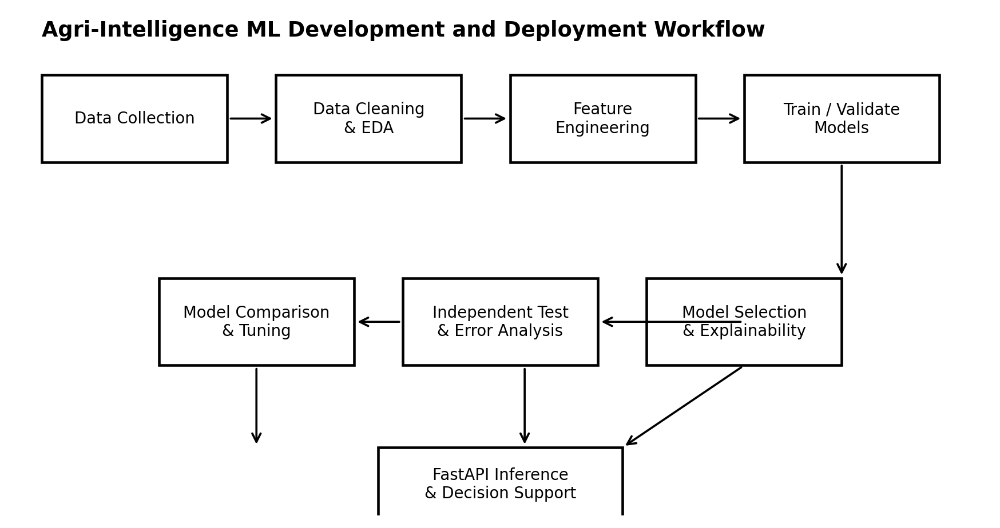 Agri-Intelligence ML Development and Deployment Workflow
Data Collection
Data Cleaning
& EDA
Feature
Engineering
Train / Validate
Models
Model Comparison
& Tuning
Independent Test
& Error Analysis
Model Selection
& Explainability
FastAPI Inference
& Decision Support